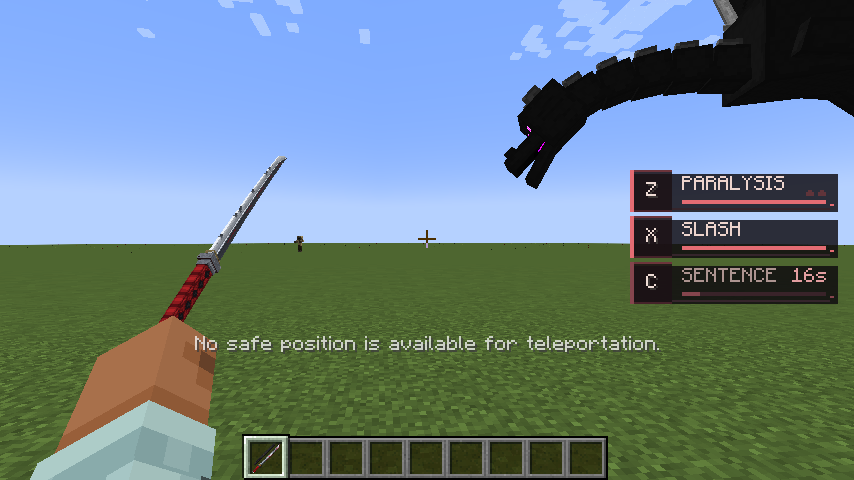 Z PARALYSIS
X SLASH
C SENTENCE 16s
No safe position is available for teleportation.